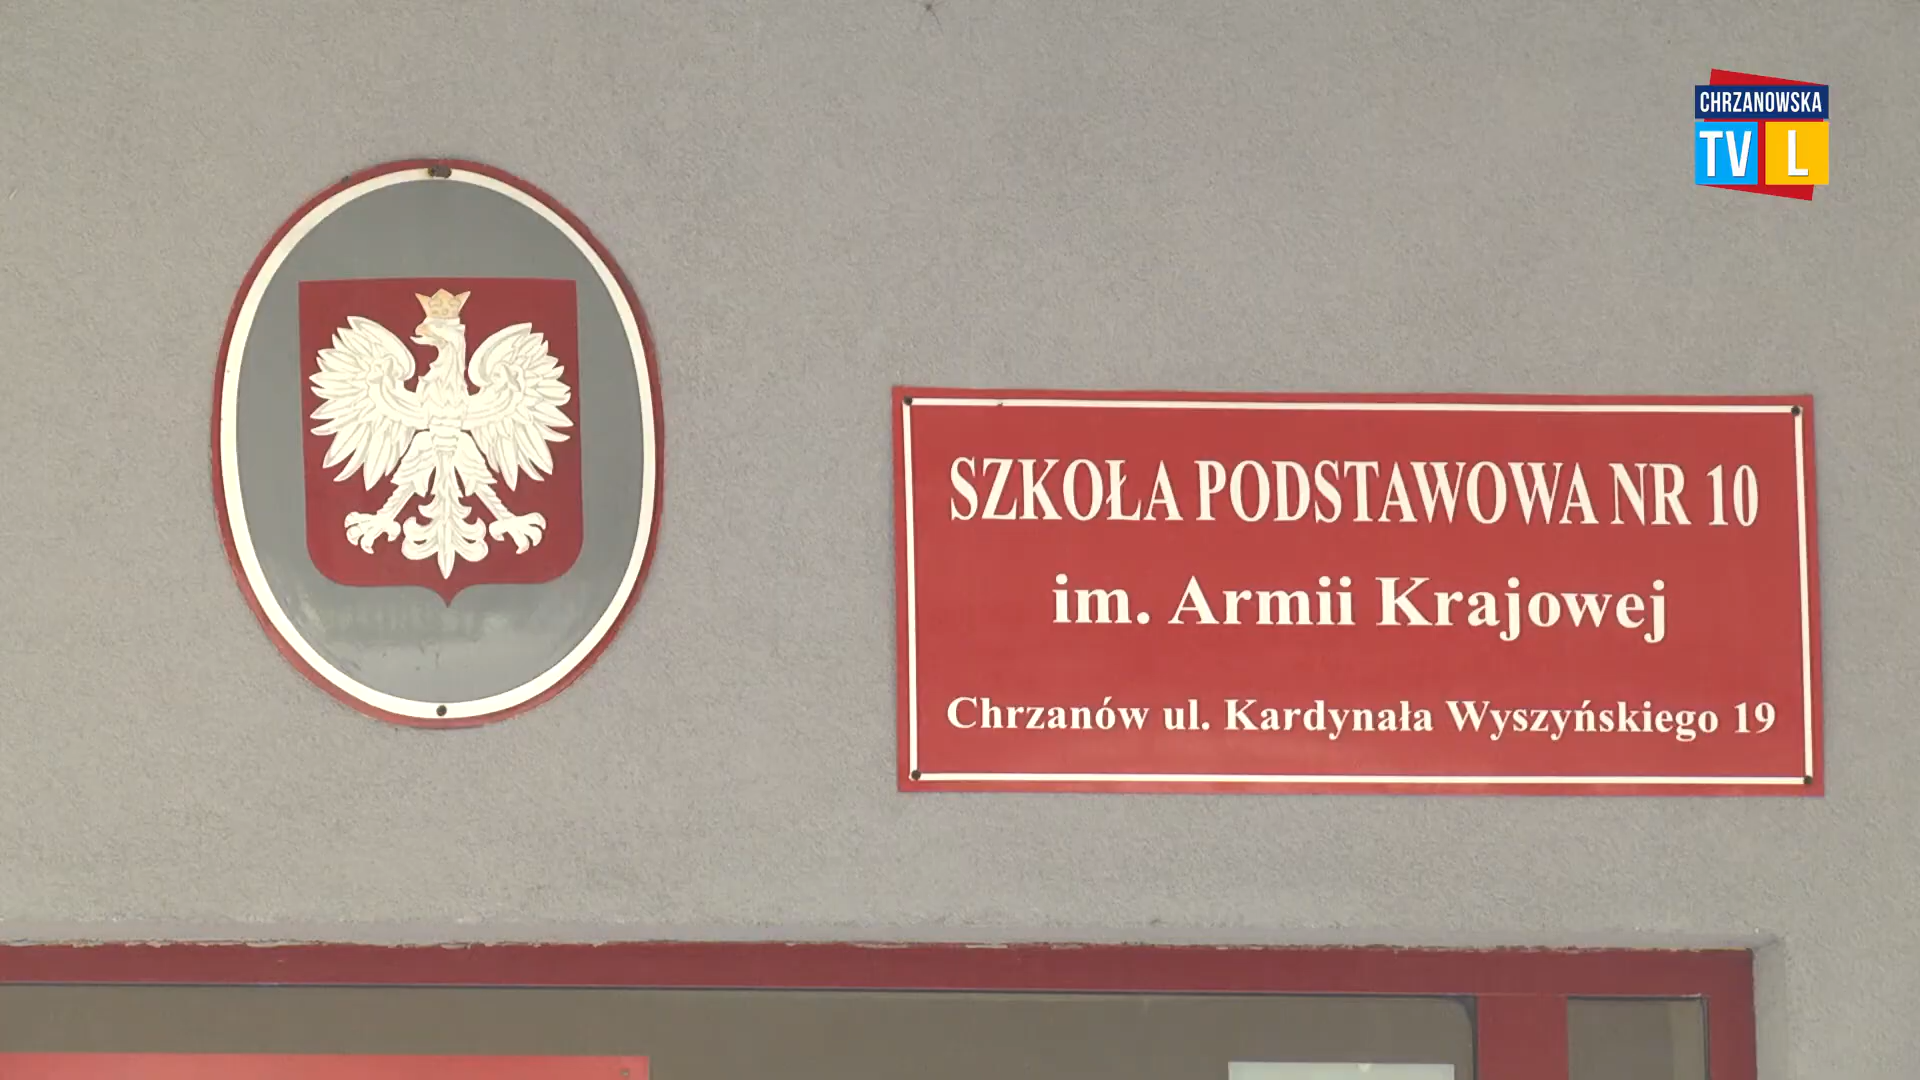 CHRZANOWSKA
TV L
SZKOŁA PODSTAWOWA NR 10
im. Armii Krajowej
Chrzanów ul. Kardynała Wyszyńskiego 19